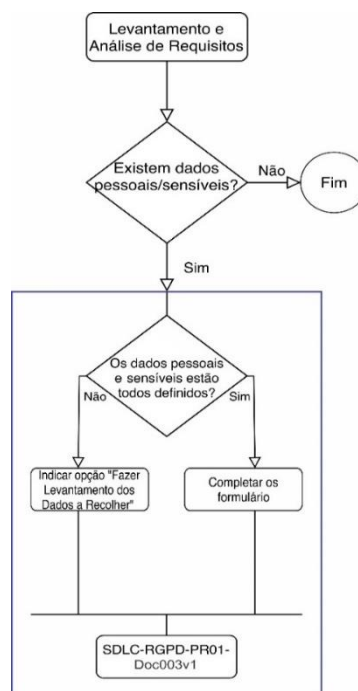 Levantamento e
Análise de Requisitos
Existem dados
pessoais/sensíveis?
Não
Fim
Sim
Os dados pessoais
e sensíveis estão
todos definidos?
Não
Sim
Indicar opção "Fazer
Levantamento dos
Dados a Recolher"
Completar os
formulário
SDLC-RGPD-PR01-
Doc003v1